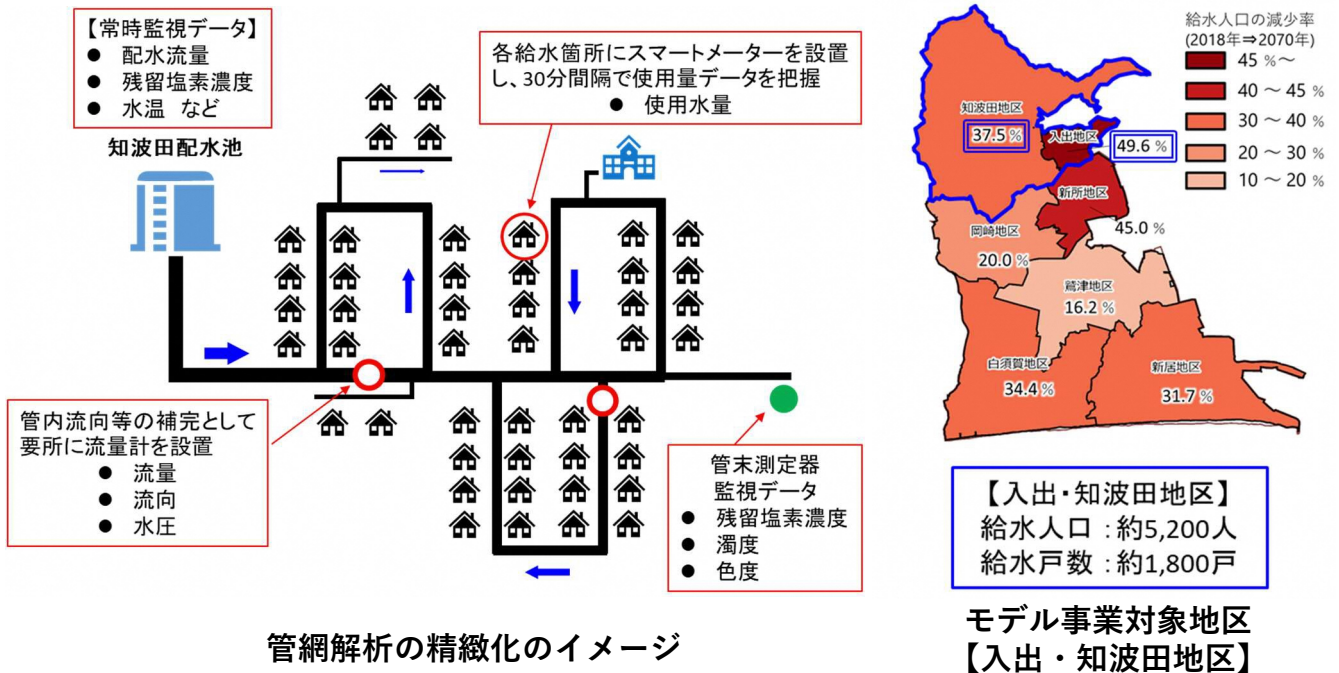 【常時監視データ】
● 配水流量
● 残留塩素濃度
● 水温 など
知波田配水池
各給水箇所にスマートメーターを設置
し、30分間隔で使用量データを把握
● 使用水量
管内流向等の補完として
要所に流量計を設置
● 流量
● 流向
● 水圧
管末測定器
監視データ
● 残留塩素濃度
● 濁度
● 色度
管網解析の精緻化のイメージ
給水人口の減少率
(2018年⇒2070年)
45 %～
40 ～ 45 %
30 ～ 40 %
20 ～ 30 %
10 ～ 20 %
知波田地区
37.5 %
入出地区
49.6 %
新所地区
45.0 %
岡崎地区
20.0 %
鷲津地区
16.2 %
白須賀地区
34.4 %
新居地区
31.7 %
【入出・知波田地区】
給水人口 : 約5,200人
給水戸数 : 約1,800戸
モデル事業対象地区
【入出・知波田地区】